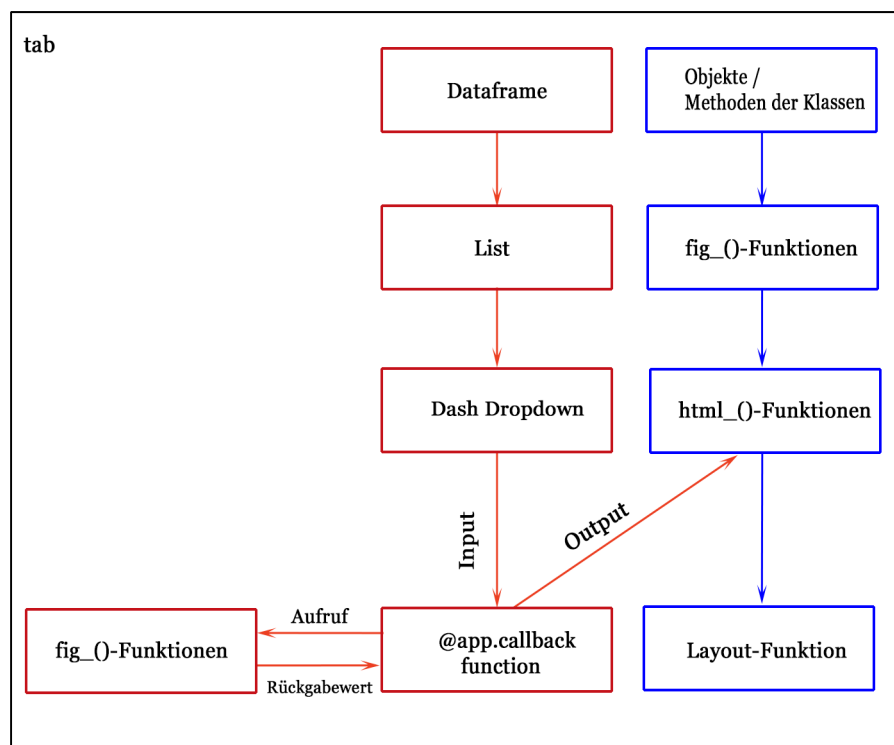 tab
Dataframe
Objekte /
Methoden der Klassen
List
fig_()-Funktionen
Dash Dropdown
html_()-Funktionen
Input
Output
Aufruf
fig_()-Funktionen
Rückgabewert
@app.callback
function
Layout-Funktion